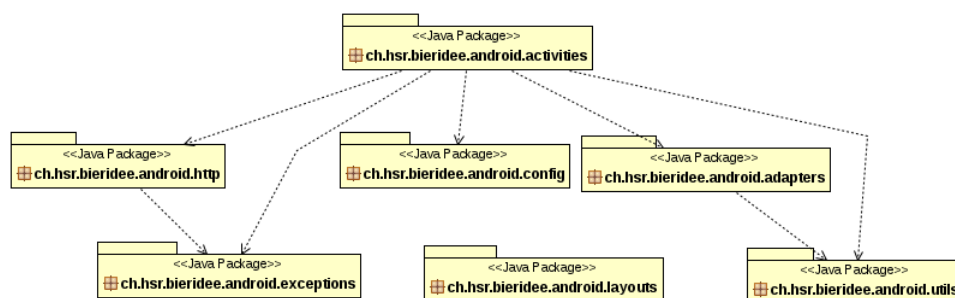 <<Java Package>>
ch.hsr.bieridee.android.activities
<<Java Package>>
ch.hsr.bieridee.android.http
<<Java Package>>
ch.hsr.bieridee.android.config
<<Java Package>>
ch.hsr.bieridee.android.adapters
<<Java Package>>
ch.hsr.bieridee.android.exceptions
<<Java Package>>
ch.hsr.bieridee.android.layouts
<<Java Package>>
ch.hsr.bieridee.android.utils